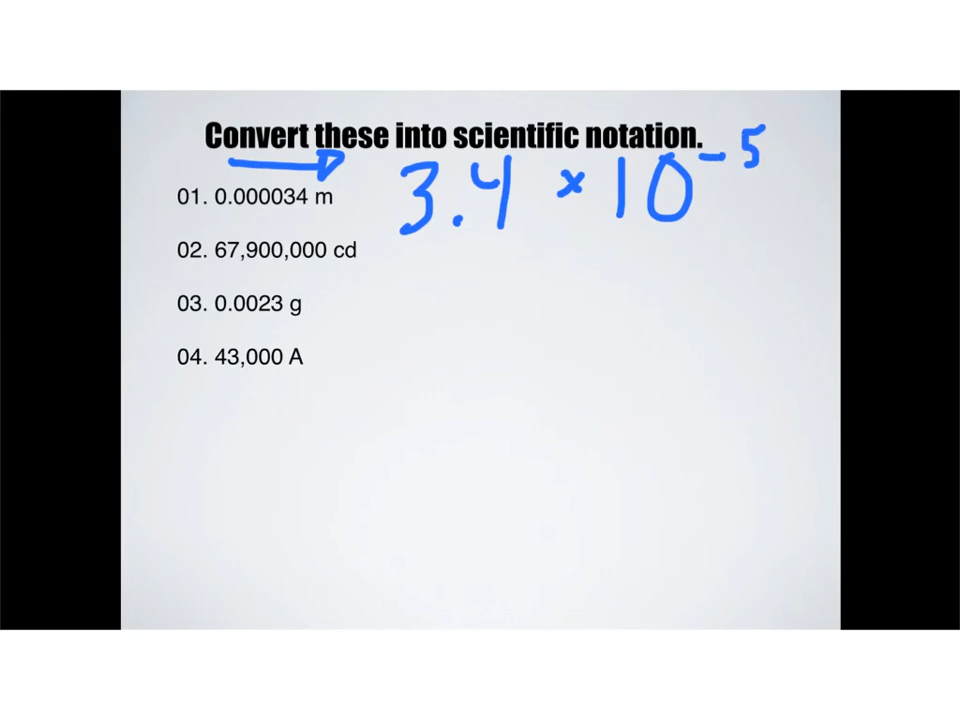 Convert these into scientific notation.
01. 0.000034 m 3.4 × 10⁻⁵
02. 67,900,000 cd
03. 0.0023 g
04. 43,000 A